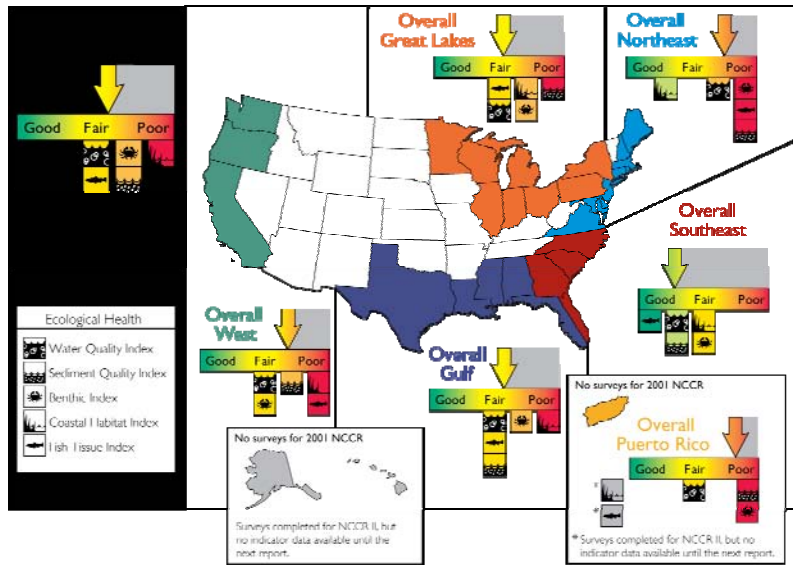 Good Fair Poor
Overall
Great Lakes
Good Fair Poor
Overall
Northeast
Good Fair Poor
Overall
Southeast
Good Fair Poor
Overall
West
Good Fair Poor
Overall
Gulf
Good Fair Poor
Ecological Health
Water Quality Index
Sediment Quality Index
Benthic Index
Coastal Habitat Index
Fish Tissue Index
No surveys for 2001 NCCR
Surveys completed for NCCR II, but
no indicator data available until the
next report.
No surveys for 2001 NCCR
Overall
Puerto Rico
Good Fair Poor
*
*
* Surveys completed for NCCR II, but no
indicator data available until the next report.